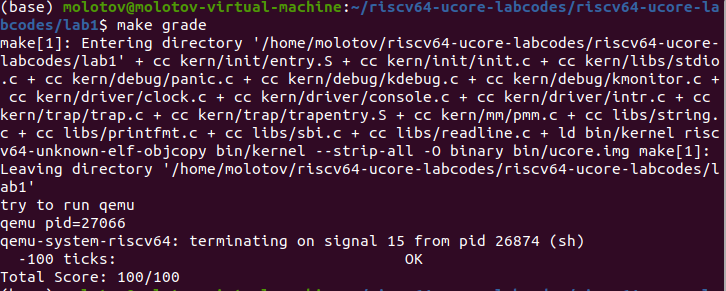 (base) molotov@molotov-virtual-machine:~/riscv64-ucore-labcodes/riscv64-ucore-la
bcodes/lab1$ make grade
make[1]: Entering directory '/home/molotov/riscv64-ucore-labcodes/riscv64-ucore-
labcodes/lab1' + cc kern/init/entry.S + cc kern/init/init.c + cc kern/libs/stdio
.c + cc kern/debug/panic.c + cc kern/debug/kdebug.c + cc kern/debug/kmonitor.c +
 cc kern/driver/clock.c + cc kern/driver/console.c + cc kern/driver/intr.c + cc
kern/trap/trap.c + cc kern/trap/trapentry.S + cc kern/mm/pmm.c + cc libs/string.
c + cc libs/printfmt.c + cc libs/sbi.c + cc libs/readline.c + ld bin/kernel risc
v64-unknown-elf-objcopy bin/kernel --strip-all -O binary bin/ucore.img make[1]:
Leaving directory '/home/molotov/riscv64-ucore-labcodes/riscv64-ucore-labcodes/l
ab1'
try to run qemu
qemu pid=27066
qemu-system-riscv64: terminating on signal 15 from pid 26874 (sh)
  -100 ticks:                                OK
Total Score: 100/100